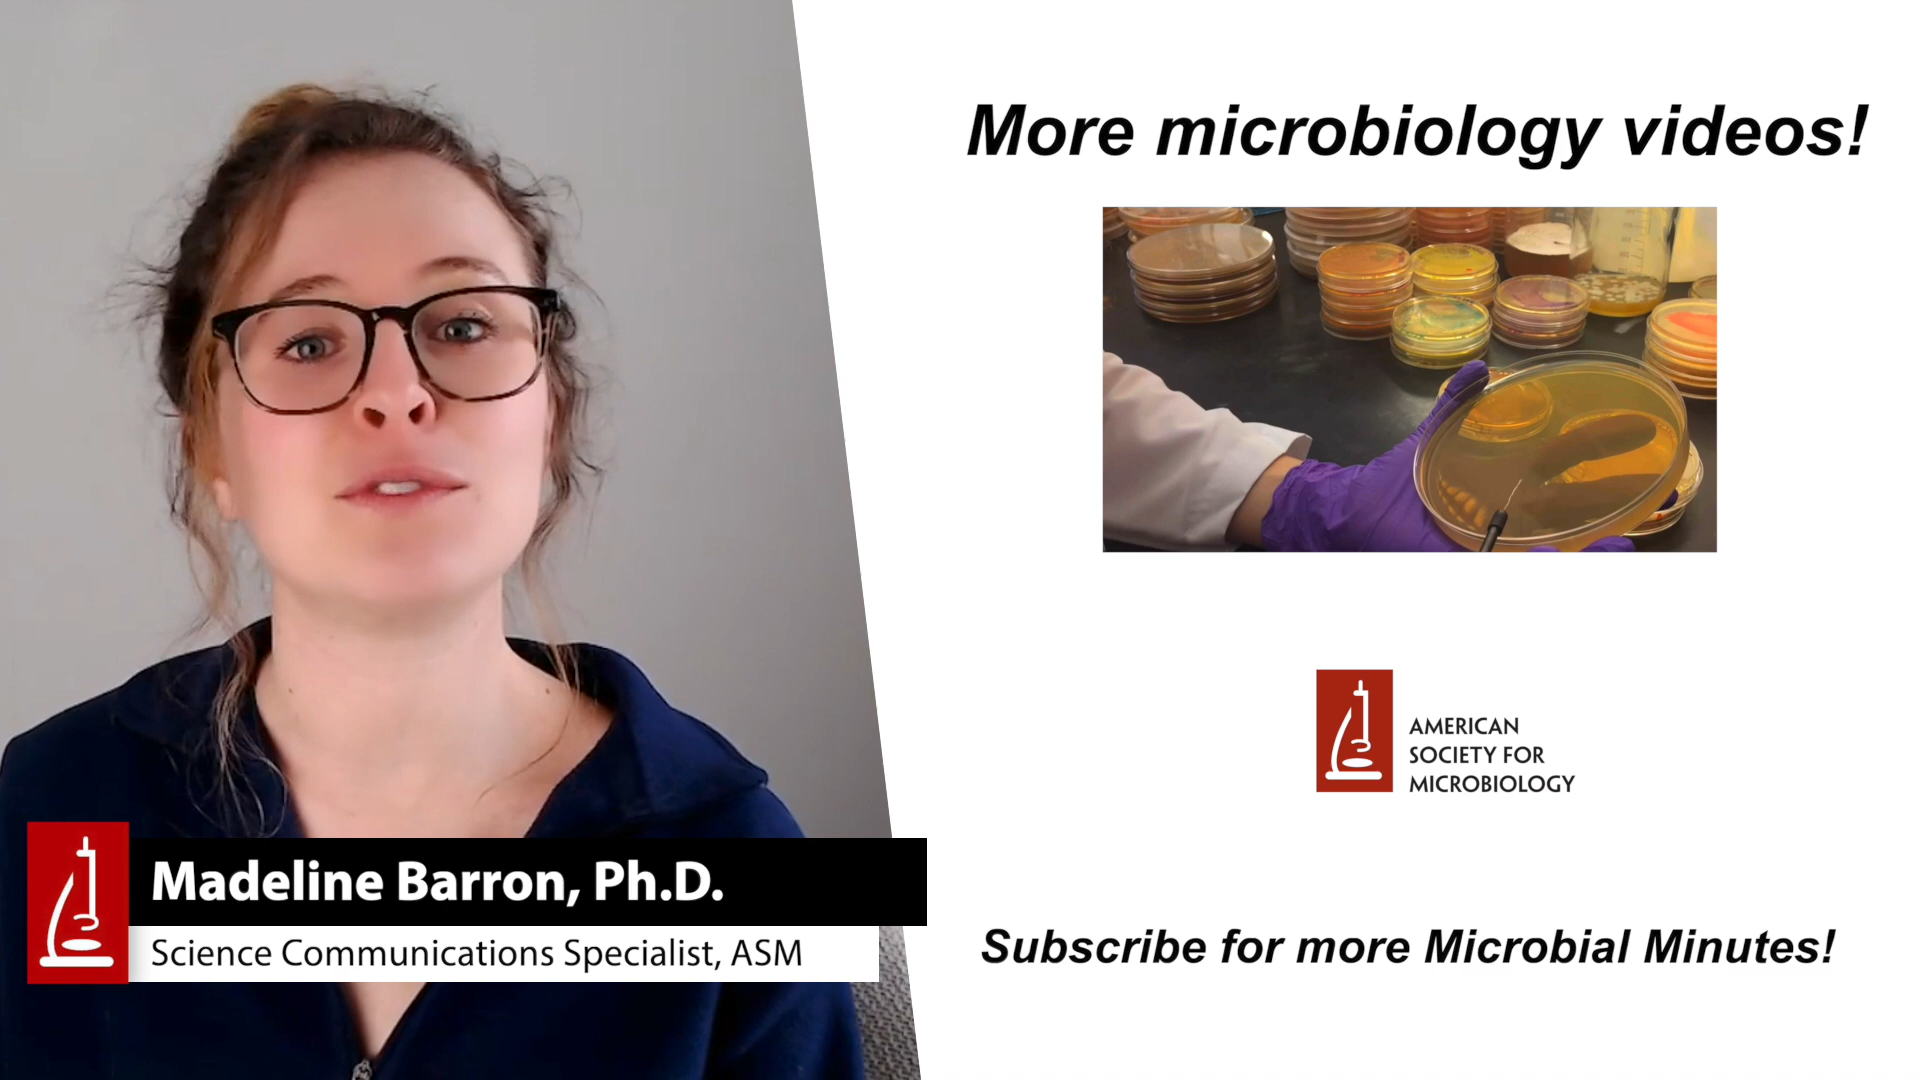 More microbiology videos!
AMERICAN
SOCIETY FOR
MICROBIOLOGY
Madeline Barron, Ph.D.
Science Communications Specialist, ASM
Subscribe for more Microbial Minutes!